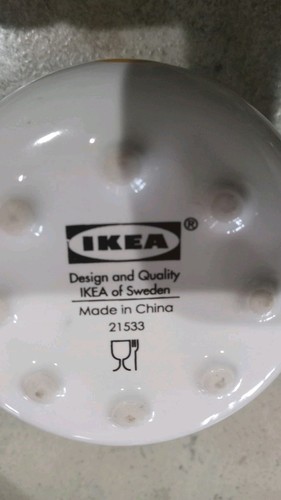 IKEA®
Design and Quality
IKEA of Sweden
Made in China
21533